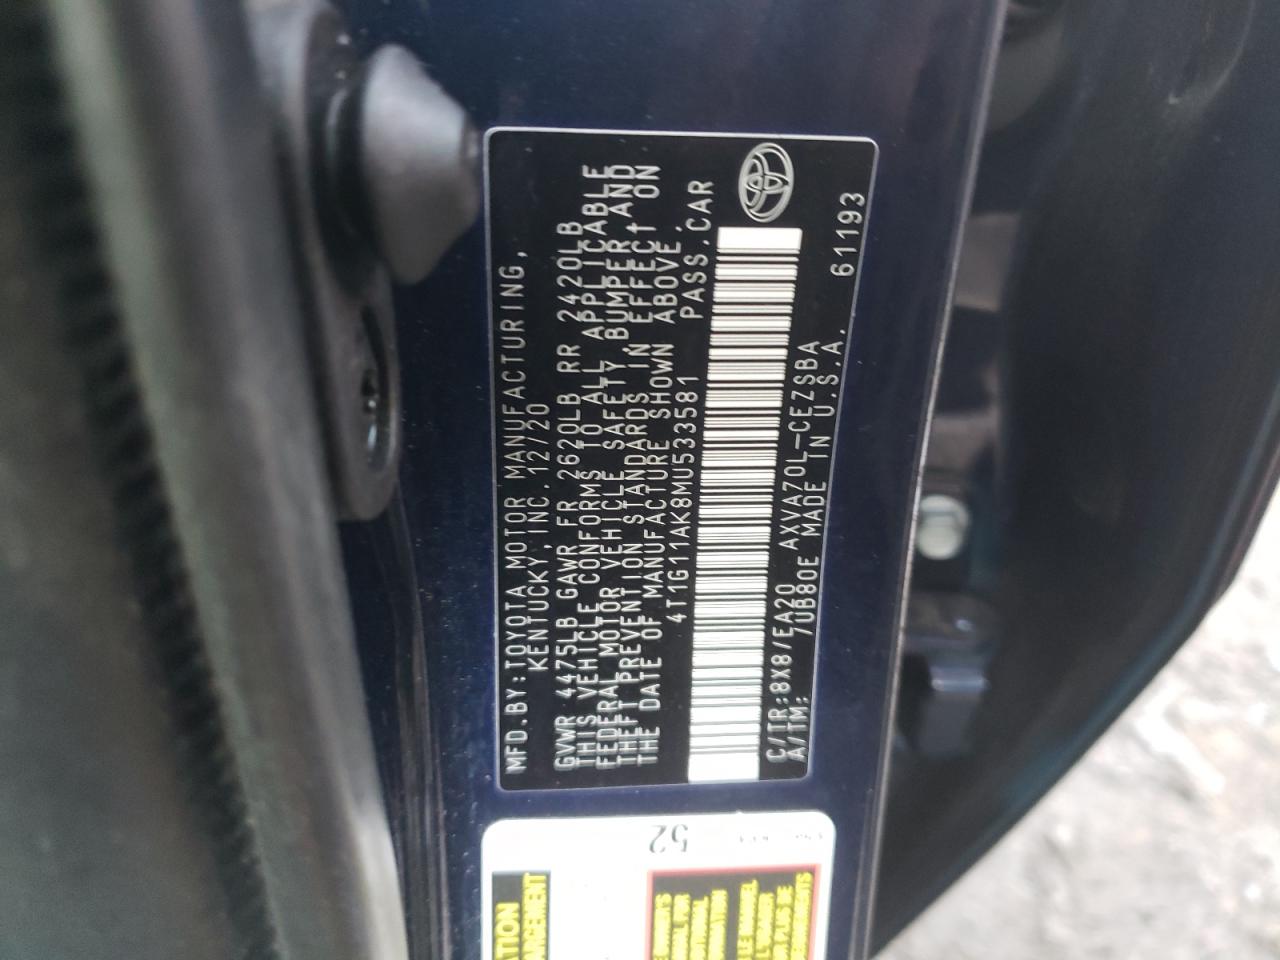 MFD.BY:TOYOTA MOTOR MANUFACTURING,
KENTUCKY, INC. 12/20
GVWR 4475LB GAWR FR 2620LB RR 2420LB
THIS VEHICLE CONFORMS TO ALL APPLICABLE
FEDERAL MOTOR VEHICLE SAFETY, BUMPER, AND
THEFT PREVENTION STANDARDS IN EFFECT ON
THE DATE OF MANUFACTURE SHOWN ABOVE.
4T1G11AK8MU533581 PASS.CAR
C/TR:8X8/EA20 AXVA70L-CEZSBA
A/TM: /UB80E MADE IN U.S.A. 61193
52